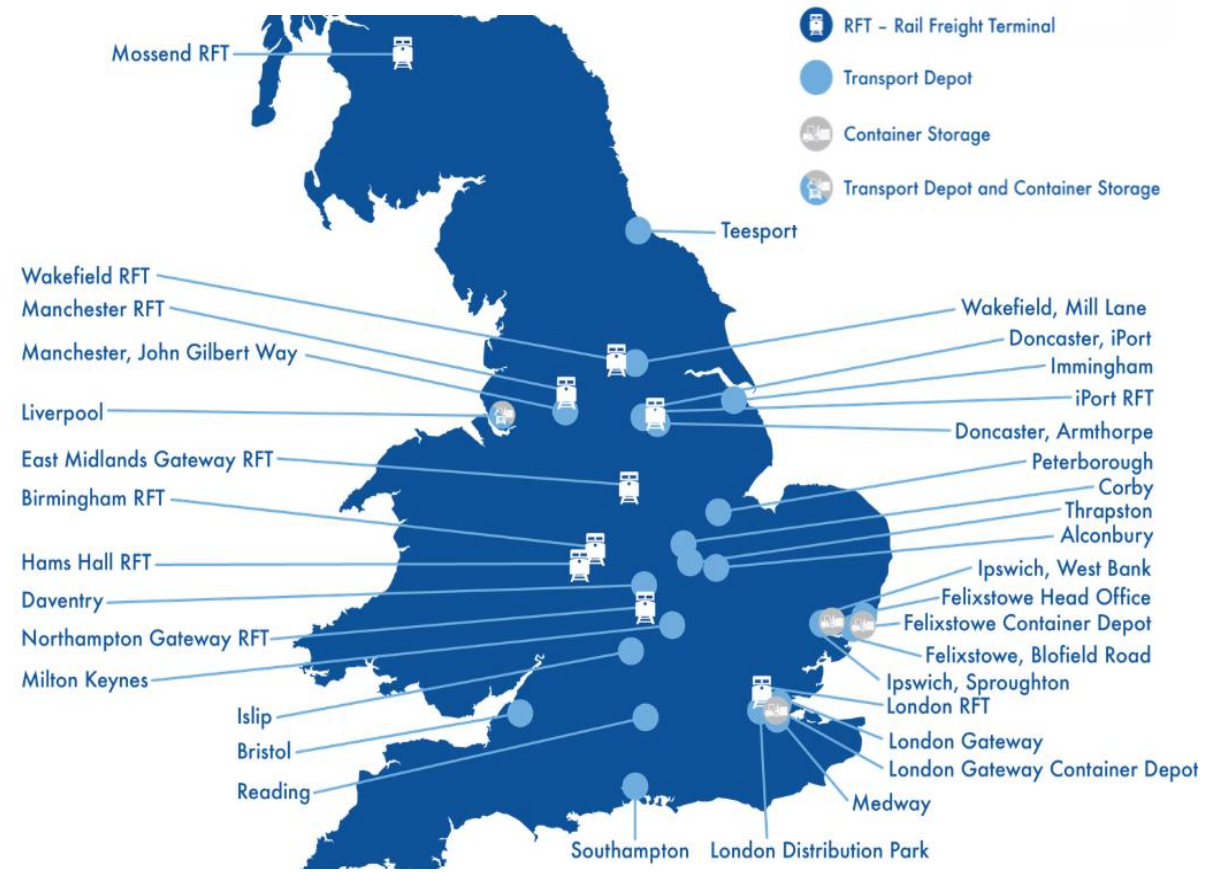 RFT – Rail Freight Terminal
Transport Depot
Container Storage
Transport Depot and Container Storage
Mossend RFT
Teesport
Wakefield RFT
Manchester RFT
Manchester, John Gilbert Way
Liverpool
East Midlands Gateway RFT
Birmingham RFT
Hams Hall RFT
Daventry
Northampton Gateway RFT
Milton Keynes
Islip
Bristol
Reading
Southampton
London Distribution Park
Wakefield, Mill Lane
Doncaster, iPort
Immingham
iPort RFT
Doncaster, Armthorpe
Peterborough
Corby
Thrapston
Alconbury
Ipswich, West Bank
Felixstowe Head Office
Felixstowe Container Depot
Felixstowe, Blofield Road
Ipswich, Sproughton
London RFT
London Gateway
London Gateway Container Depot
Medway